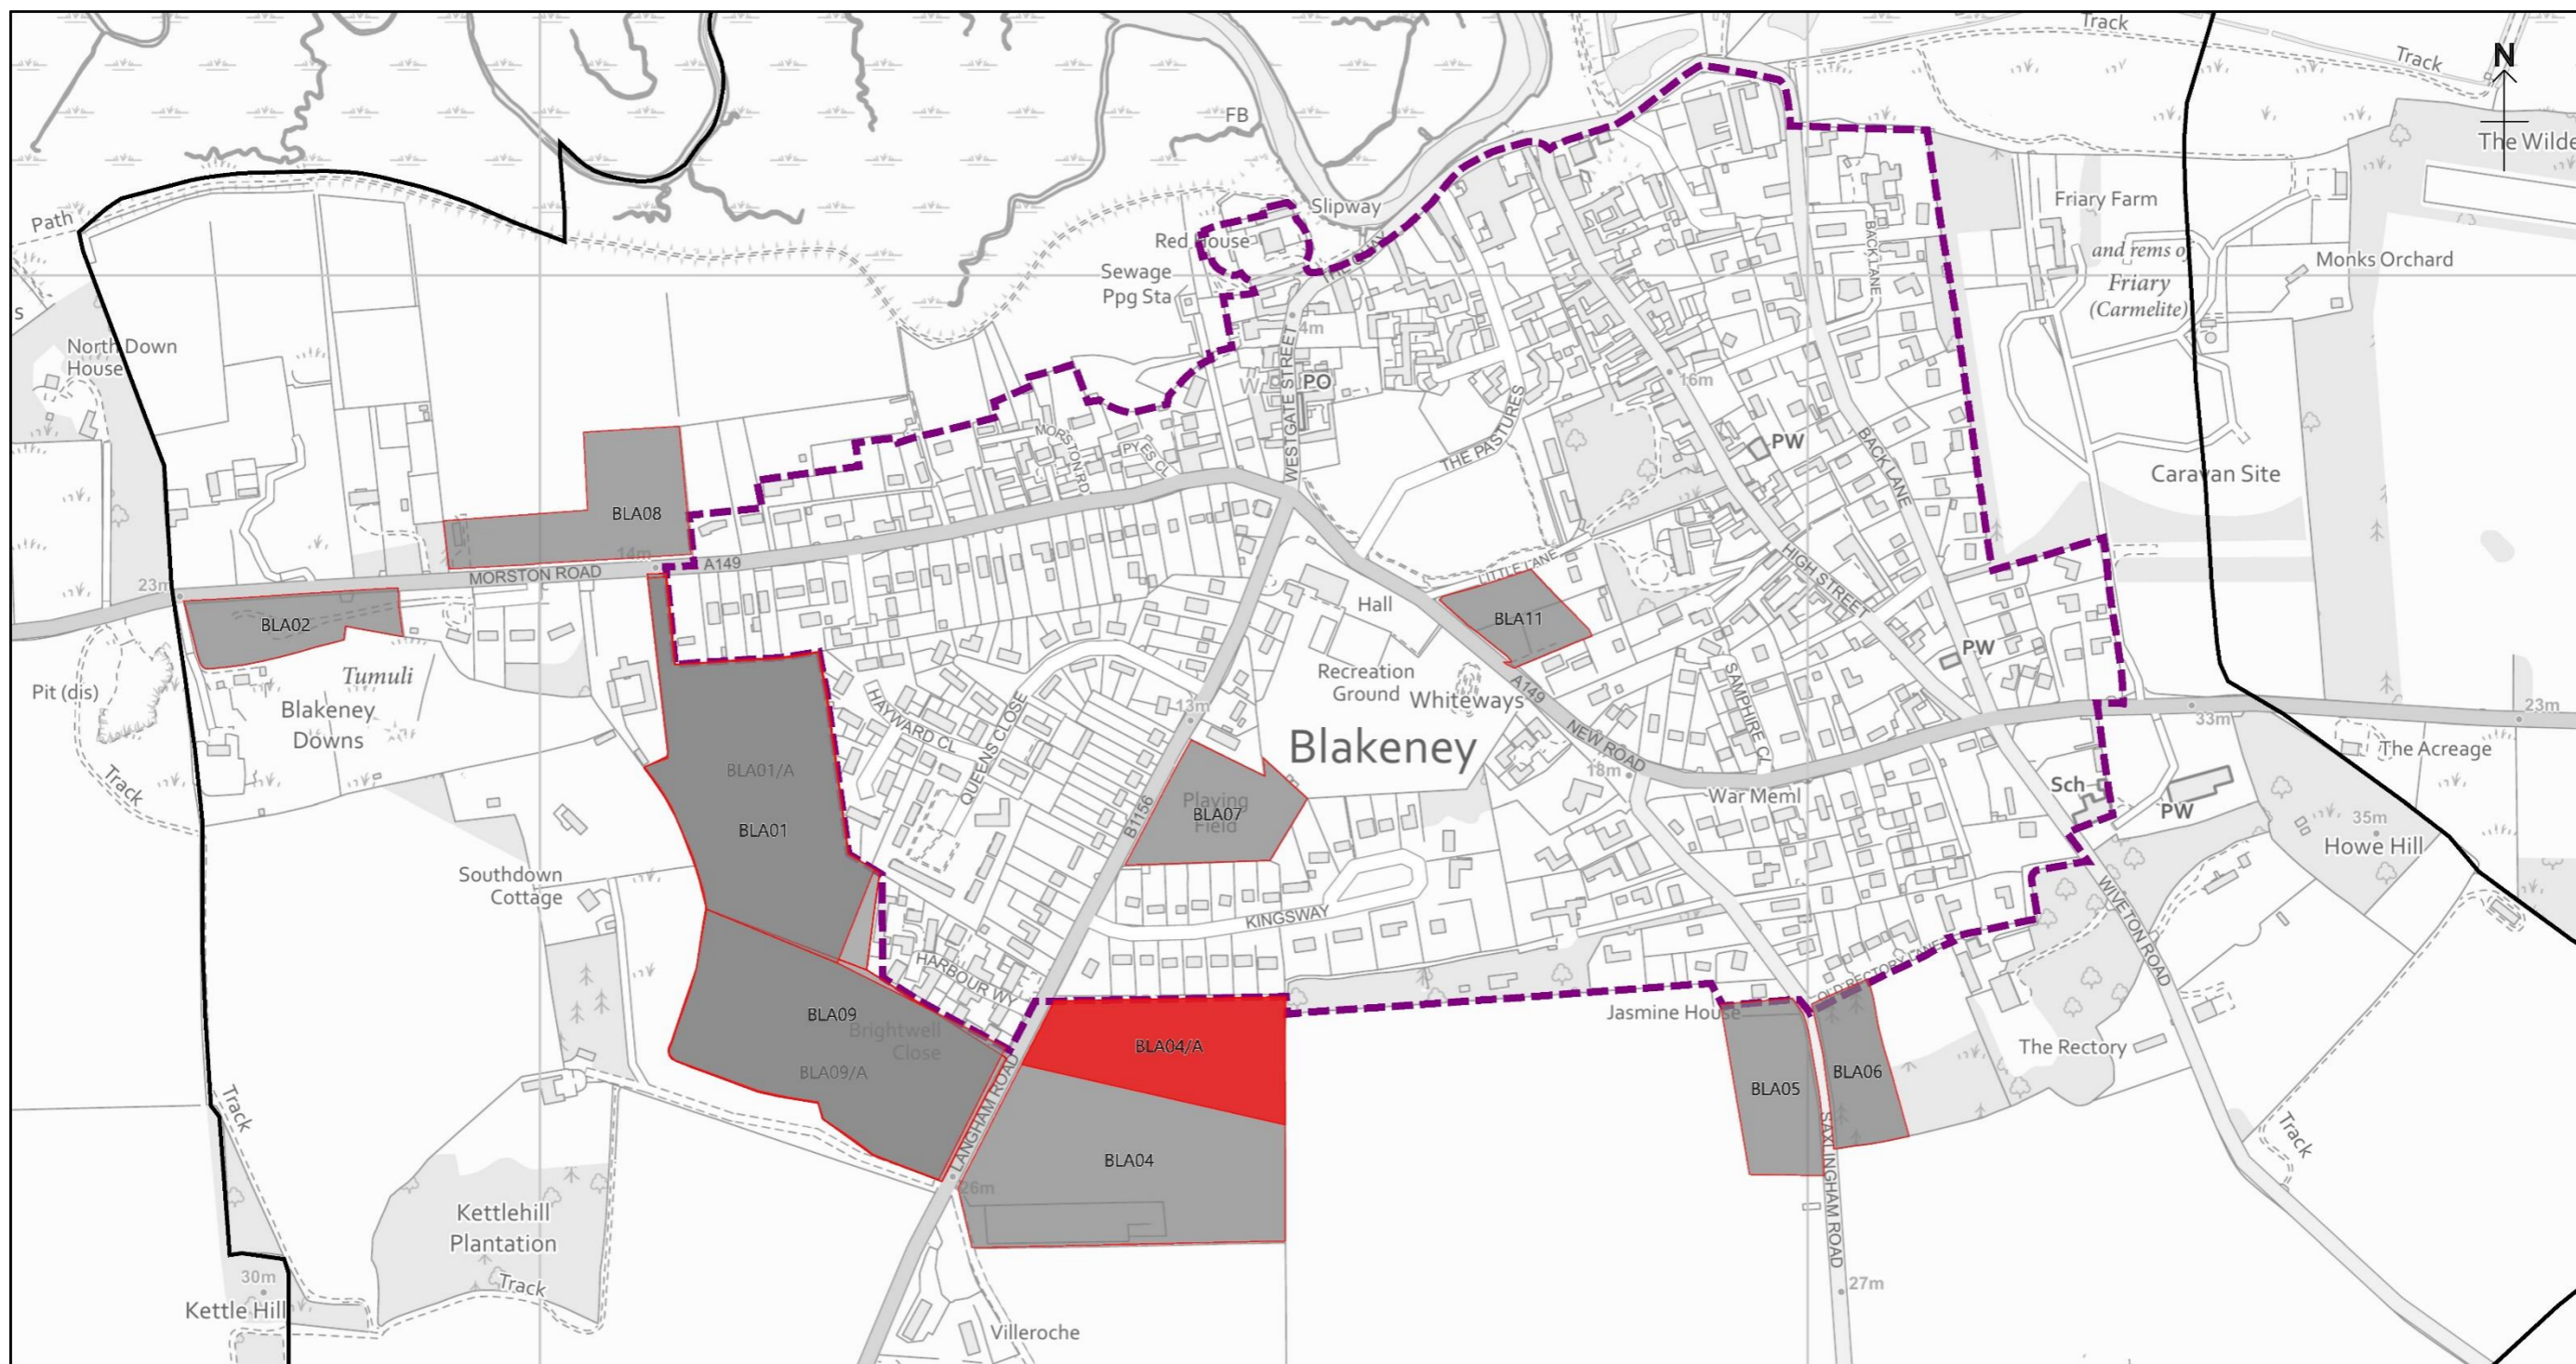 Track
Track
N
The Wilde
FB
Path
Slipway
Red House
Sewage
Ppg Sta
Friary Farm
and rems of
Friary
(Carmelite)
Monks Orchard
BACK LANE
s
North Down
House
4m
WESTGATE STREET
PO
16m
THE PASTURES
PW
BACK LANE
MORSTON RD
PYES CL
Caravan Site
BLA08
14m
A149
MORSTON ROAD
23m
BLA02
Tumuli
Pit (dis)
Blakeney
Downs
Track
LITTLE LANE
Hall
BLA11
HIGH STREET
Recreation
Ground
Whiteways
A149
NEW ROAD
SAMPHIRE CL
PW
HAYWARD CL
QUEENS CLOSE
13m
33m
23m
The Acreage
Blakeney
BLA01/A
BLA01
18m
War Meml
Sch
PW
35m
Howe Hill
B1156
Playing
Field
BLA07
Southdown
Cottage
KINGSWAY
WIVETON ROAD
HARBOUR WY
OLD RECTORY LANE
BLA09
Brightwell
Close
BLA09/A
Jasmine House
BLA04/A
The Rectory
BLA05
BLA06
LANGHAM ROAD
BLA04
26m
SAXLINGHAM ROAD
Track
Track
Kettlehill
Plantation
Track
30m
Kettle Hill
27m
Villeroche